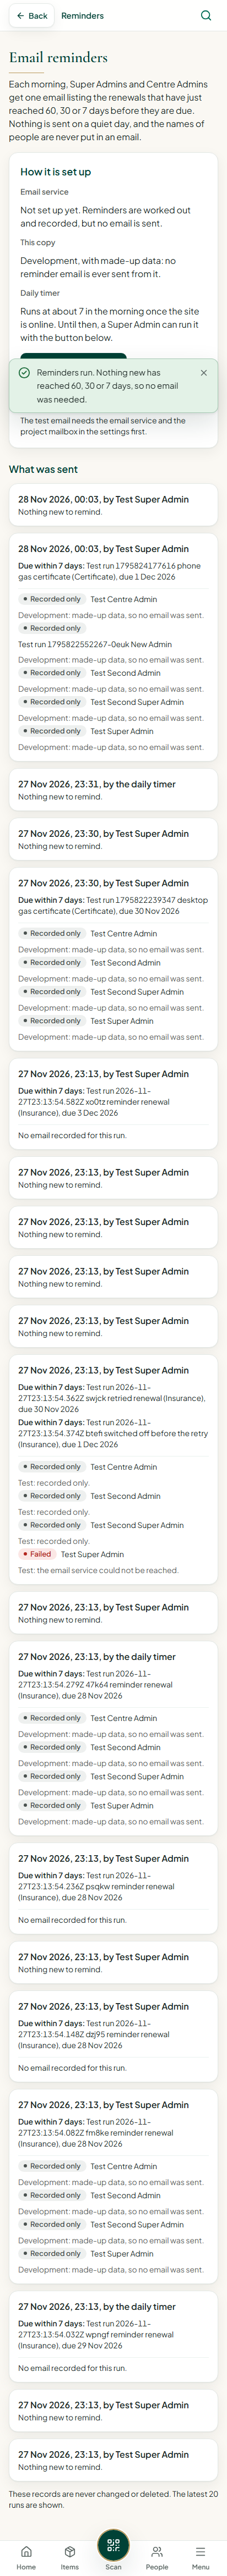 Back
Reminders
Email reminders
Each morning, Super Admins and Centre Admins
get one email listing the renewals that have just
reached 60, 30 or 7 days before they are due.
Nothing is sent on a quiet day, and the names of
people are never put in an email.
How it is set up
Email service
Not set up yet. Reminders are worked out
and recorded, but no email is sent.
This copy
Development, with made-up data: no
reminder email is ever sent from it.
Daily timer
Runs at about 7 in the morning once the site
is online. Until then, a Super Admin can run it
with the button below.
Reminders run. Nothing new has
reached 60, 30 or 7 days, so no email
was needed.
The test email needs the email service and the
project mailbox in the settings first.
What was sent
28 Nov 2026, 00:03, by Test Super Admin
Nothing new to remind.
28 Nov 2026, 00:03, by Test Super Admin
Due within 7 days: Test run 1795824177616 phone
gas certificate (Certificate), due 1 Dec 2026
Recorded only Test Centre Admin
Development: made-up data, so no email was sent.
Recorded only
Test run 1795822552267-0euk New Admin
Development: made-up data, so no email was sent.
Recorded only Test Second Admin
Development: made-up data, so no email was sent.
Recorded only Test Second Super Admin
Development: made-up data, so no email was sent.
Recorded only Test Super Admin
Development: made-up data, so no email was sent.
27 Nov 2026, 23:31, by the daily timer
Nothing new to remind.
27 Nov 2026, 23:30, by Test Super Admin
Nothing new to remind.
27 Nov 2026, 23:30, by Test Super Admin
Due within 7 days: Test run 1795822239347 desktop
gas certificate (Certificate), due 30 Nov 2026
Recorded only Test Centre Admin
Development: made-up data, so no email was sent.
Recorded only Test Second Admin
Development: made-up data, so no email was sent.
Recorded only Test Second Super Admin
Development: made-up data, so no email was sent.
Recorded only Test Super Admin
Development: made-up data, so no email was sent.
27 Nov 2026, 23:13, by Test Super Admin
Due within 7 days: Test run 2026-11-
27T23:13:54.582Z xo0tz reminder renewal
(Insurance), due 3 Dec 2026
No email recorded for this run.
27 Nov 2026, 23:13, by Test Super Admin
Nothing new to remind.
27 Nov 2026, 23:13, by Test Super Admin
Nothing new to remind.
27 Nov 2026, 23:13, by Test Super Admin
Nothing new to remind.
27 Nov 2026, 23:13, by Test Super Admin
Nothing new to remind.
27 Nov 2026, 23:13, by Test Super Admin
Due within 7 days: Test run 2026-11-
27T23:13:54.362Z swjck retried renewal (Insurance),
due 30 Nov 2026
Due within 7 days: Test run 2026-11-
27T23:13:54.374Z btefi switched off before the retry
(Insurance), due 1 Dec 2026
Recorded only Test Centre Admin
Test: recorded only.
Recorded only Test Second Admin
Test: recorded only.
Recorded only Test Second Super Admin
Test: recorded only.
Failed Test Super Admin
Test: the email service could not be reached.
27 Nov 2026, 23:13, by Test Super Admin
Nothing new to remind.
27 Nov 2026, 23:13, by the daily timer
Due within 7 days: Test run 2026-11-
27T23:13:54.279Z 47k64 reminder renewal
(Insurance), due 28 Nov 2026
Recorded only Test Centre Admin
Development: made-up data, so no email was sent.
Recorded only Test Second Admin
Development: made-up data, so no email was sent.
Recorded only Test Second Super Admin
Development: made-up data, so no email was sent.
Recorded only Test Super Admin
Development: made-up data, so no email was sent.
27 Nov 2026, 23:13, by Test Super Admin
Due within 7 days: Test run 2026-11-
27T23:13:54.236Z psqkw reminder renewal
(Insurance), due 28 Nov 2026
No email recorded for this run.
27 Nov 2026, 23:13, by Test Super Admin
Nothing new to remind.
27 Nov 2026, 23:13, by Test Super Admin
Due within 7 days: Test run 2026-11-
27T23:13:54.148Z dzj95 reminder renewal
(Insurance), due 28 Nov 2026
No email recorded for this run.
27 Nov 2026, 23:13, by Test Super Admin
Due within 7 days: Test run 2026-11-
27T23:13:54.082Z fm8ke reminder renewal
(Insurance), due 28 Nov 2026
Recorded only Test Centre Admin
Development: made-up data, so no email was sent.
Recorded only Test Second Admin
Development: made-up data, so no email was sent.
Recorded only Test Second Super Admin
Development: made-up data, so no email was sent.
Recorded only Test Super Admin
Development: made-up data, so no email was sent.
27 Nov 2026, 23:13, by the daily timer
Due within 7 days: Test run 2026-11-
27T23:13:54.032Z wpngf reminder renewal
(Insurance), due 29 Nov 2026
No email recorded for this run.
27 Nov 2026, 23:13, by Test Super Admin
Nothing new to remind.
27 Nov 2026, 23:13, by Test Super Admin
Nothing new to remind.
These records are never changed or deleted. The latest 20
runs are shown.
Home
Items
Scan
People
Menu